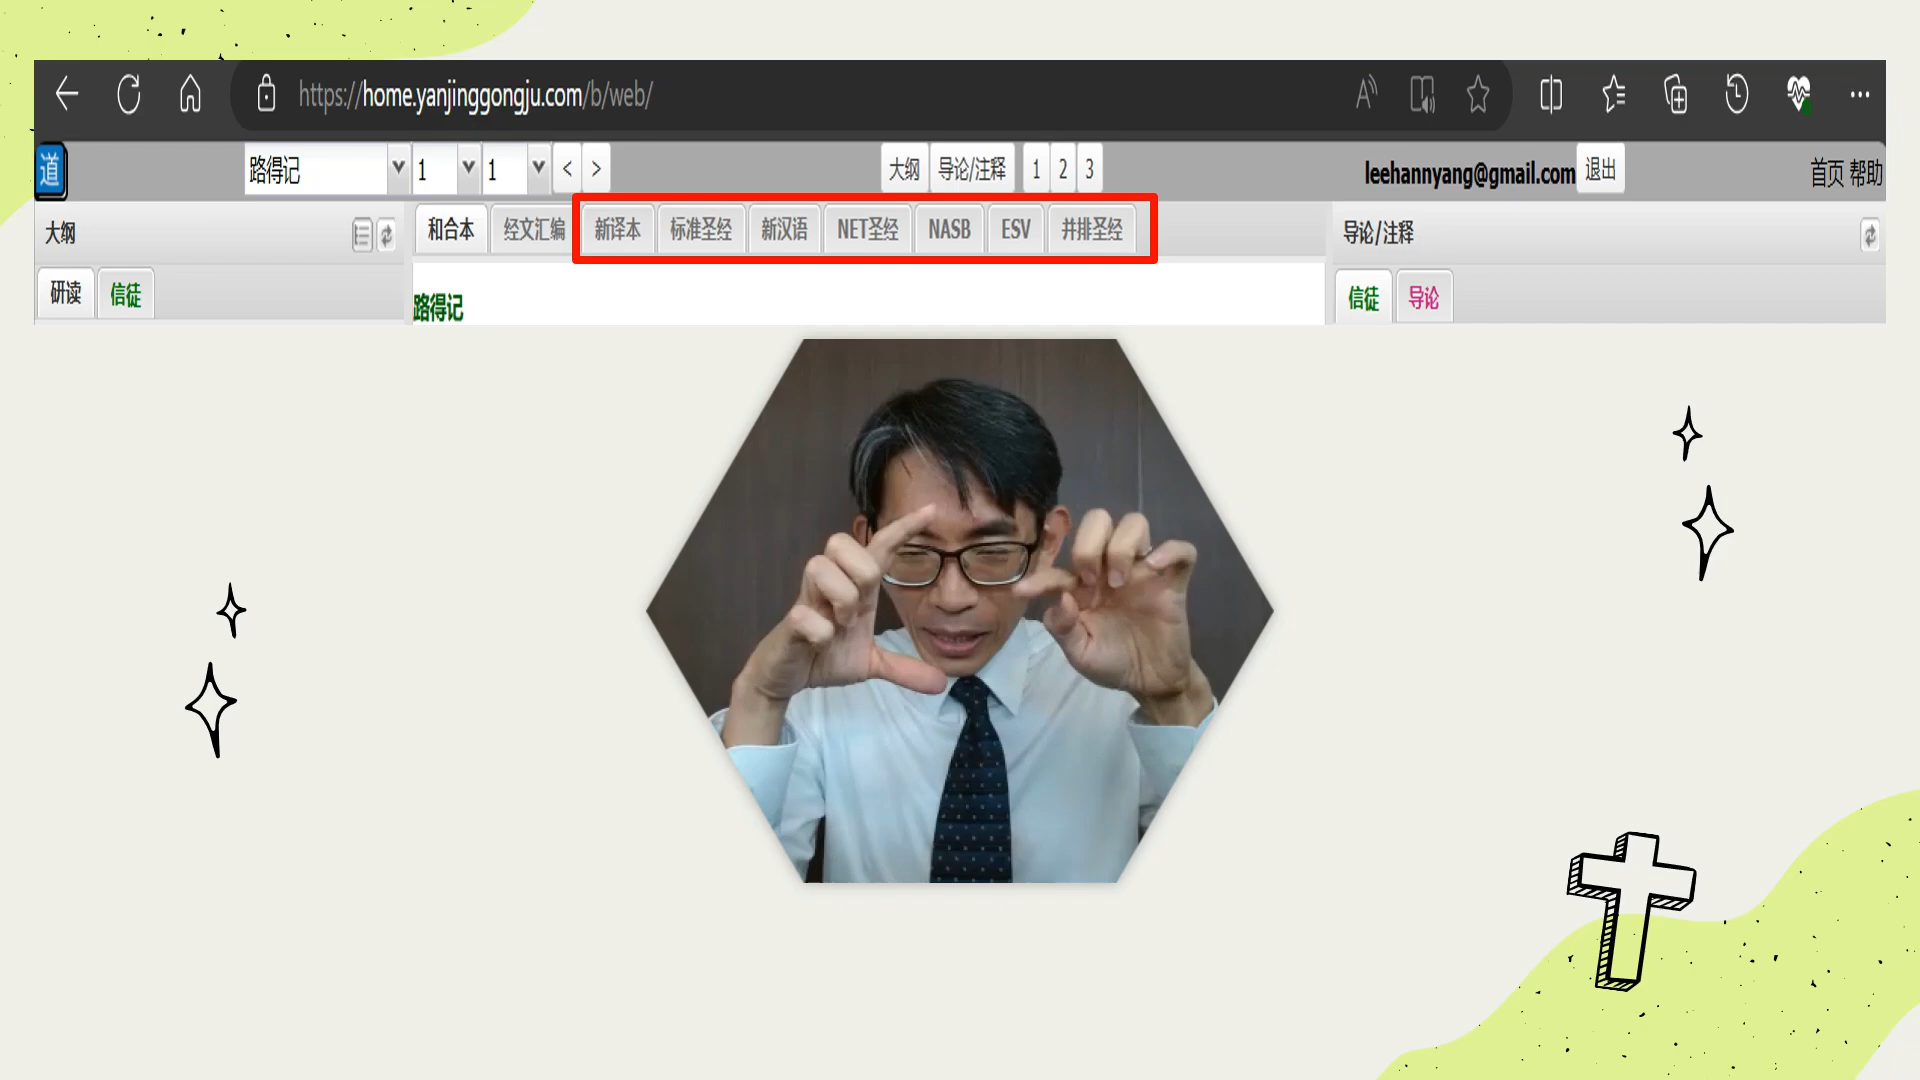 https://home.yanjinggongju.com/b/web/
道 路得记 1 1 < > 大纲 导论/注释 1 2 3 leehannyang@gmail.com 退出 首页 帮助
大纲 和合本 经文汇编 新译本 标准圣经 新汉语 NET圣经 NASB ESV 并排圣经 导论/注释
研读 信徒 路得记 信徒 导论